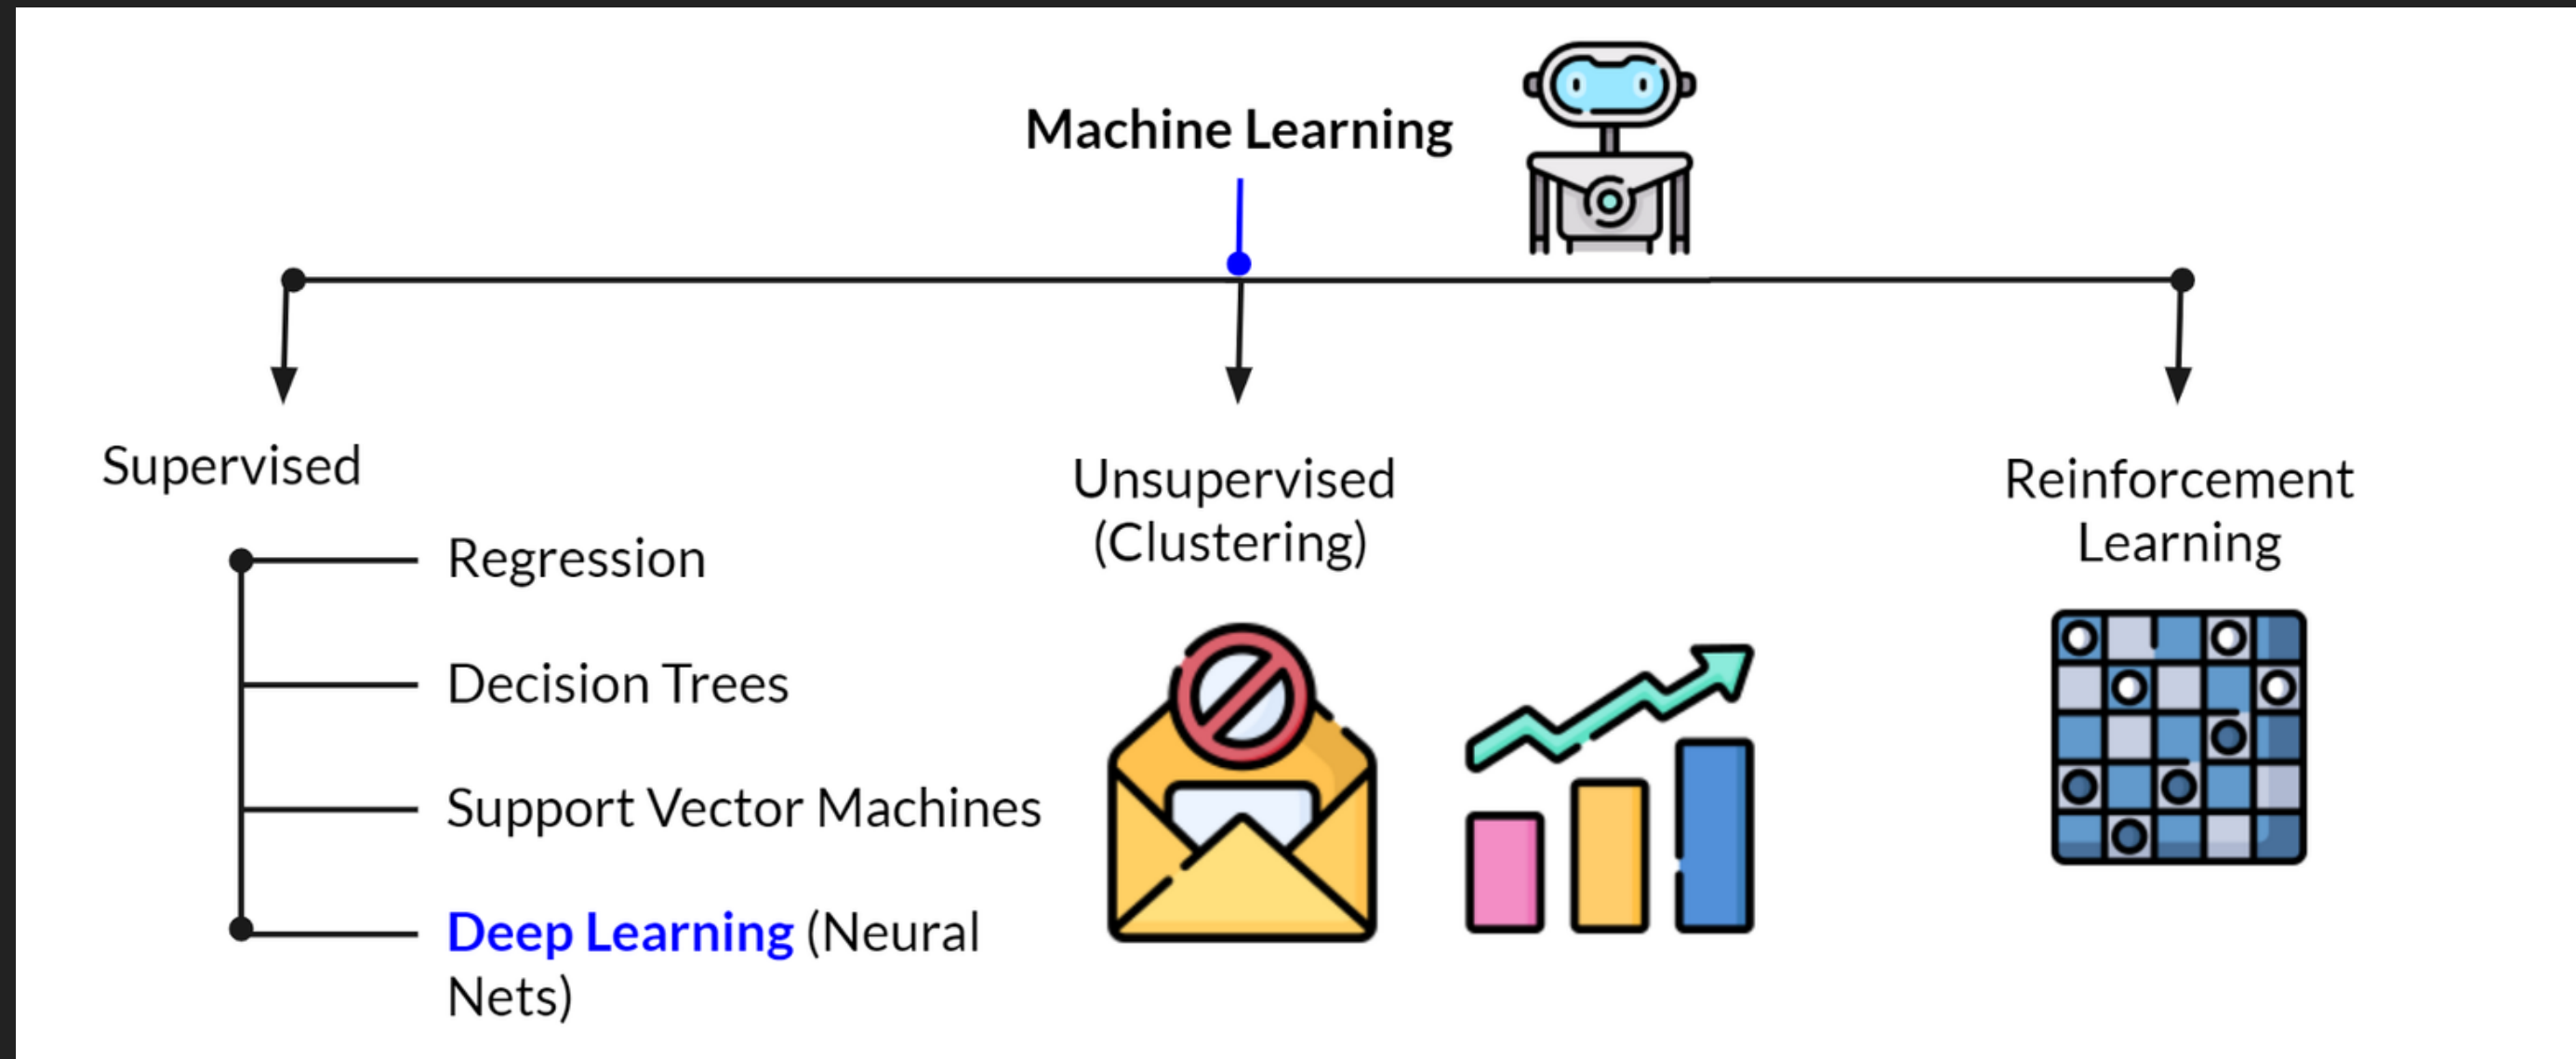 Machine Learning
Supervised
Regression
Decision Trees
Support Vector Machines
Deep Learning (Neural
Nets)
Unsupervised
(Clustering)
Reinforcement
Learning